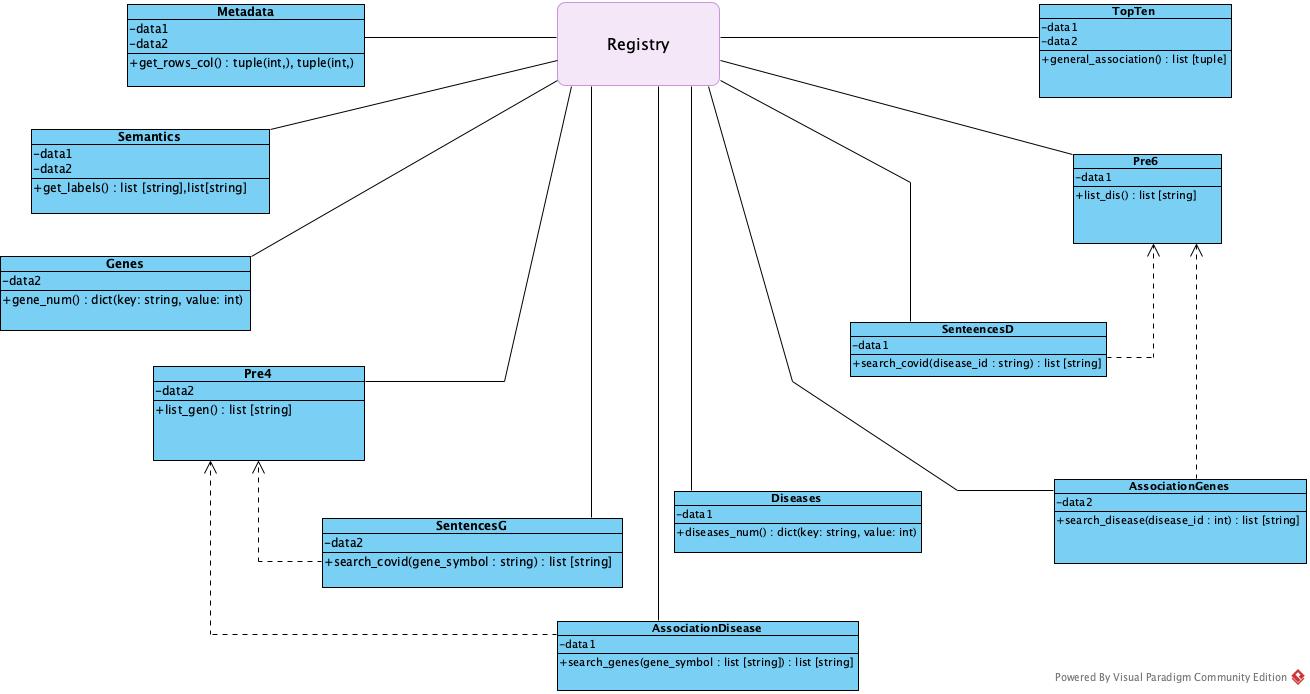 Metadata
-data1
-data2
+get_rows_col() : tuple(int,), tuple(int,)
Registry
TopTen
-data1
-data2
+general_association() : list [tuple]
Semantics
-data1
-data2
+get_labels() : list [string],list[string]
Pre6
-data1
+list_dis() : list [string]
Genes
-data2
+gene_num() : dict(key: string, value: int)
SenteencesD
-data1
+search_covid(disease_id : string) : list [string]
Pre4
-data2
+list_gen() : list [string]
AssociationGenes
-data2
+search_disease(disease_id : int) : list [string]
Diseases
-data1
+diseases_num() : dict(key: string, value: int)
SentencesG
-data2
+search_covid(gene_symbol : string) : list [string]
AssociationDisease
-data1
+search_genes(gene_symbol : list [string]) : list [string]
Powered By Visual Paradigm Community Edition